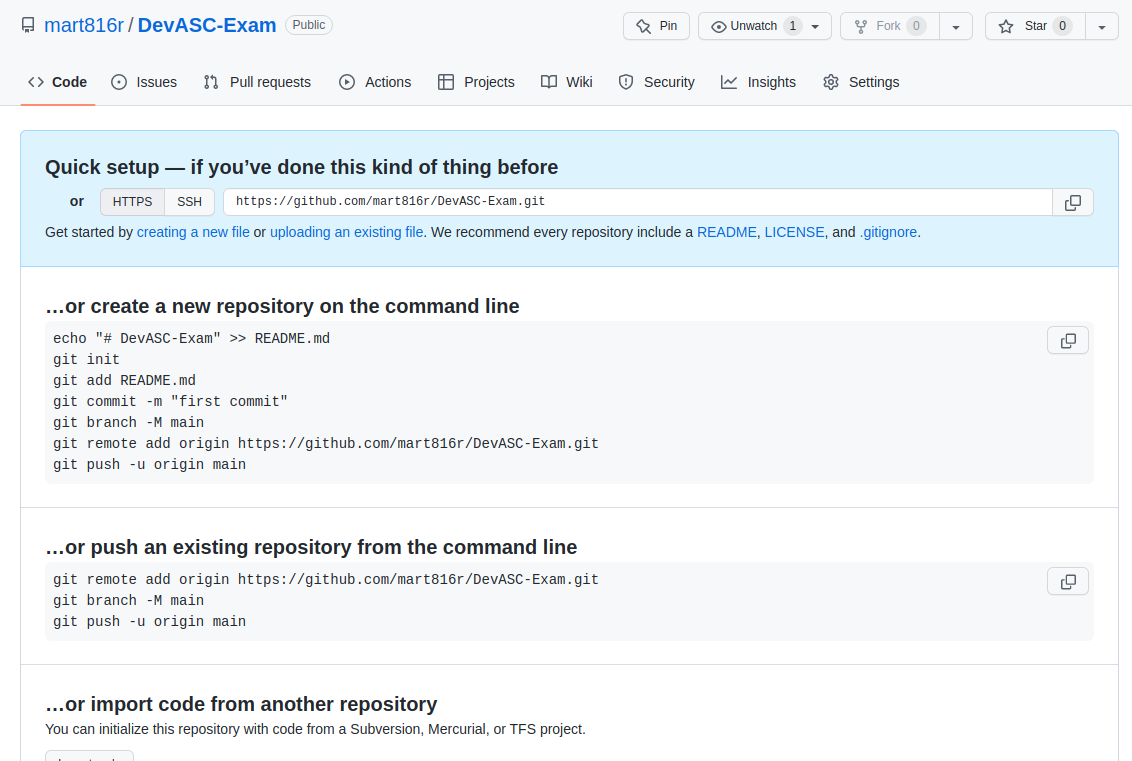 mart816r / DevASC-Exam Public
Pin Unwatch 1 Fork 0 Star 0
Code Issues Pull requests Actions Projects Wiki Security Insights Settings
Quick setup — if you’ve done this kind of thing before
or HTTPS SSH https://github.com/mart816r/DevASC-Exam.git
Get started by creating a new file or uploading an existing file. We recommend every repository include a README, LICENSE, and .gitignore.
…or create a new repository on the command line
echo "# DevASC-Exam" >> README.md
git init
git add README.md
git commit -m "first commit"
git branch -M main
git remote add origin https://github.com/mart816r/DevASC-Exam.git
git push -u origin main
…or push an existing repository from the command line
git remote add origin https://github.com/mart816r/DevASC-Exam.git
git branch -M main
git push -u origin main
…or import code from another repository
You can initialize this repository with code from a Subversion, Mercurial, or TFS project.